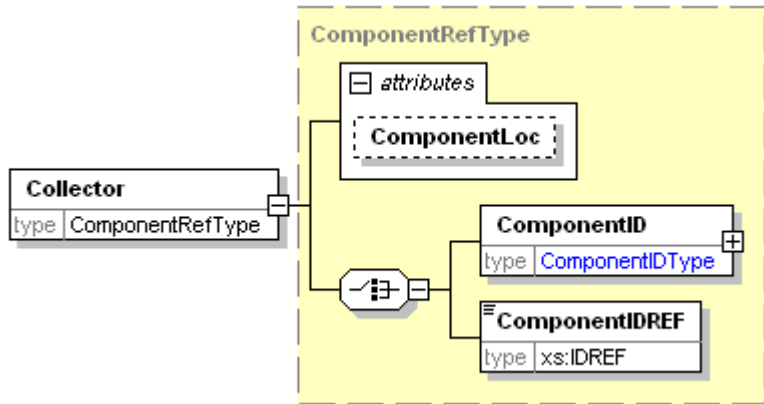 ComponentRefType
attributes
ComponentLoc
Collector
type ComponentRefType
ComponentID
type ComponentIDType
ComponentIDREF
type xs:IDREF